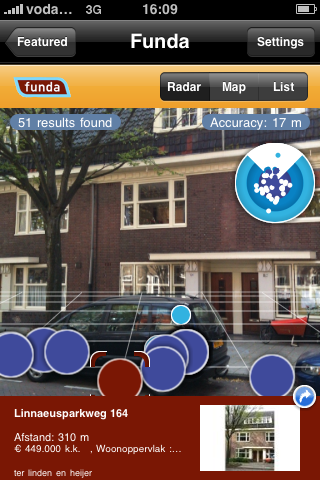 voda... 3G 16:09
Featured Funda Settings
funda Radar Map List
51 results found Accuracy: 17 m
Linnaeusparkweg 164
Afstand: 310 m
€ 449.000 k.k. , Woonoppervlak :...
ter linden en heijer